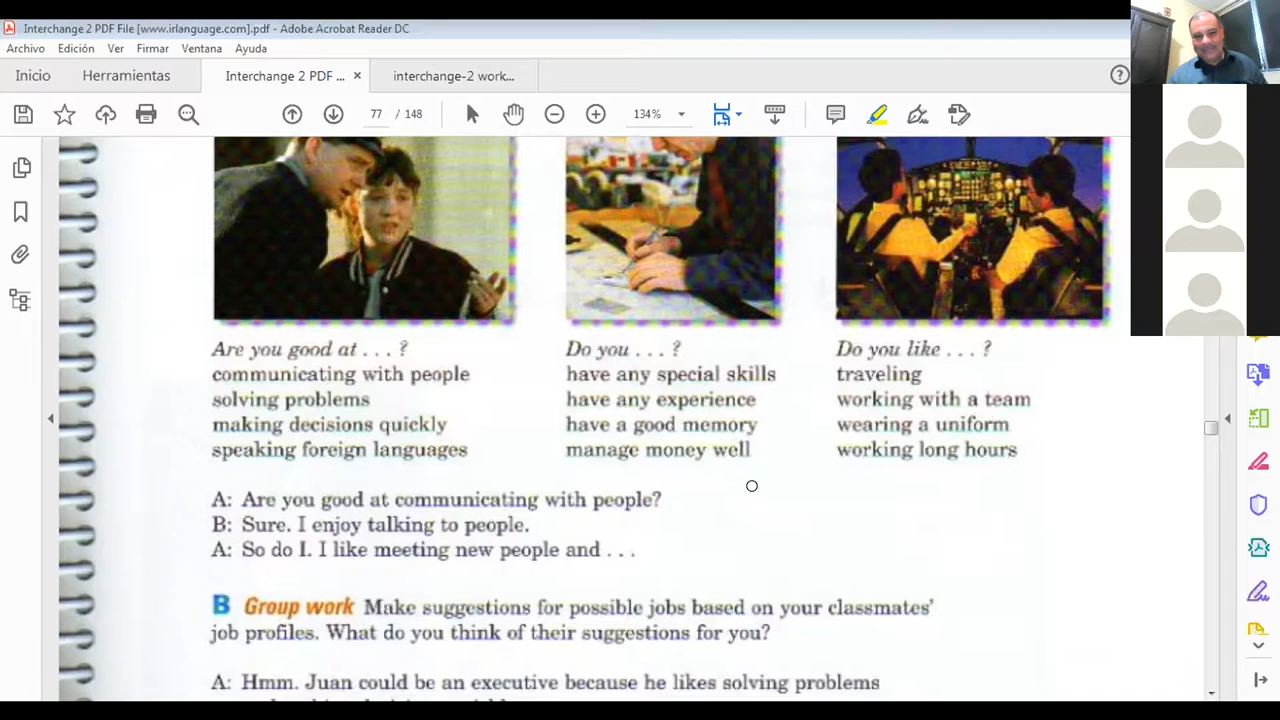 Interchange 2 PDF File [www.irlanguage.com].pdf - Adobe Acrobat Reader DC
Archivo Edición Ver Firmar Ventana Ayuda
Inicio Herramientas Interchange 2 PDF ... × interchange-2 work...
77 / 148 134%
Are you good at . . . ?
communicating with people
solving problems
making decisions quickly
speaking foreign languages
Do you . . . ?
have any special skills
have any experience
have a good memory
manage money well
Do you like . . . ?
traveling
working with a team
wearing a uniform
working long hours
A: Are you good at communicating with people?
B: Sure. I enjoy talking to people.
A: So do I. I like meeting new people and . . .
B Group work Make suggestions for possible jobs based on your classmates'
job profiles. What do you think of their suggestions for you?
A: Hmm. Juan could be an executive because he likes solving problems